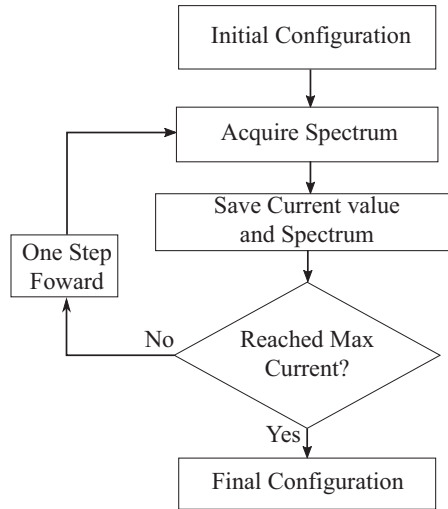 Initial Configuration
Acquire Spectrum
Save Current value
and Spectrum
One Step
Foward
No
Reached Max
Current?
Yes
Final Configuration